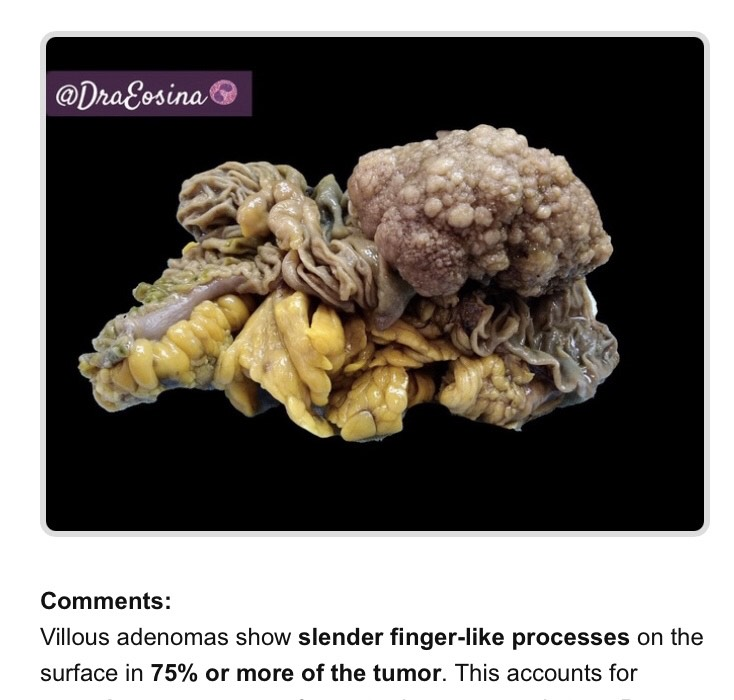 @DraEosina
Comments:
Villous adenomas show slender finger-like processes on the
surface in 75% or more of the tumor. This accounts for